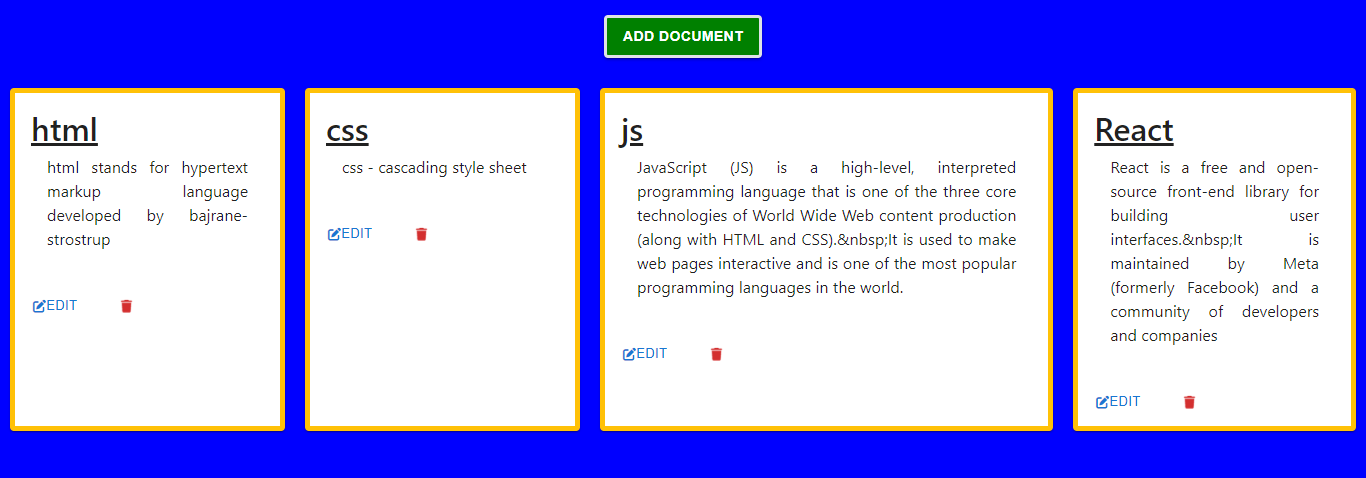 ADD DOCUMENT
html
html stands for hypertext
markup language
developed by bajrane-
strostrup
EDIT
css
css - cascading style sheet
EDIT
js
JavaScript (JS) is a high-level, interpreted
programming language that is one of the three core
technologies of World Wide Web content production
(along with HTML and CSS).&nbsp;It is used to make
web pages interactive and is one of the most popular
programming languages in the world.
EDIT
React
React is a free and open-
source front-end library for
building user
interfaces.&nbsp;It is
maintained by Meta
(formerly Facebook) and a
community of developers
and companies
EDIT